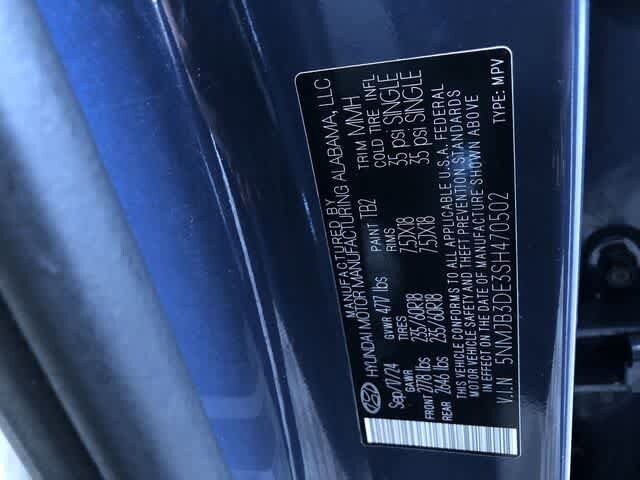 MANUFACTURED BY
HYUNDAI MOTOR MANUFACTURING ALABAMA, LLC
Sep/17/24 GVWR 4717 lbs PAINT TB2 TRIM MMH
GAWR TIRES RIMS COLD TIRE INFL
FRONT 2778 lbs 235/60R18 7.5JX18 35 psi SINGLE
REAR 2646 lbs 235/60R18 7.5JX18 35 psi SINGLE
THIS VEHICLE CONFORMS TO ALL APPLICABLE U.S.A. FEDERAL
MOTOR VEHICLE SAFETY AND THEFT PREVENTION STANDARDS
IN EFFECT ON THE DATE OF MANUFACTURE SHOWN ABOVE
V.I.N 5NMJB3DE3SH470502 TYPE: MPV